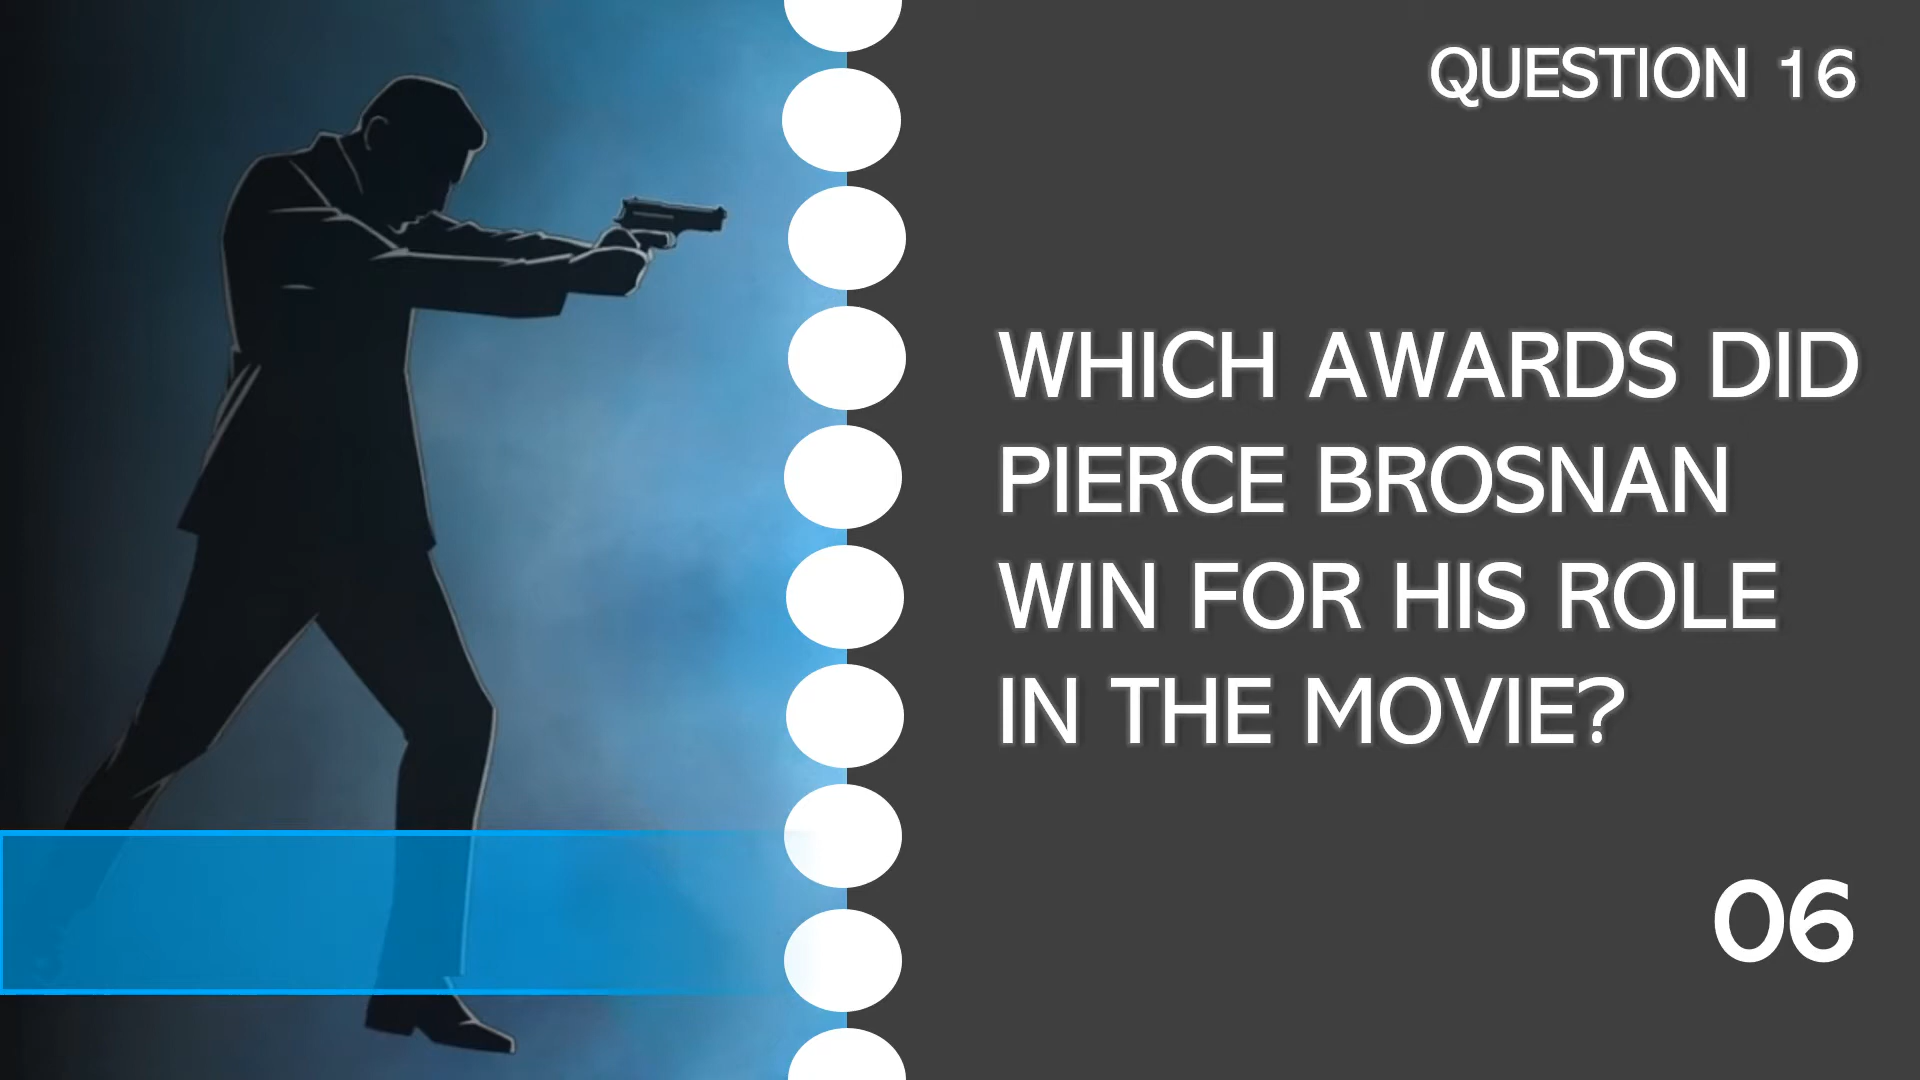 QUESTION 16
WHICH AWARDS DID
PIERCE BROSNAN
WIN FOR HIS ROLE
IN THE MOVIE?
06